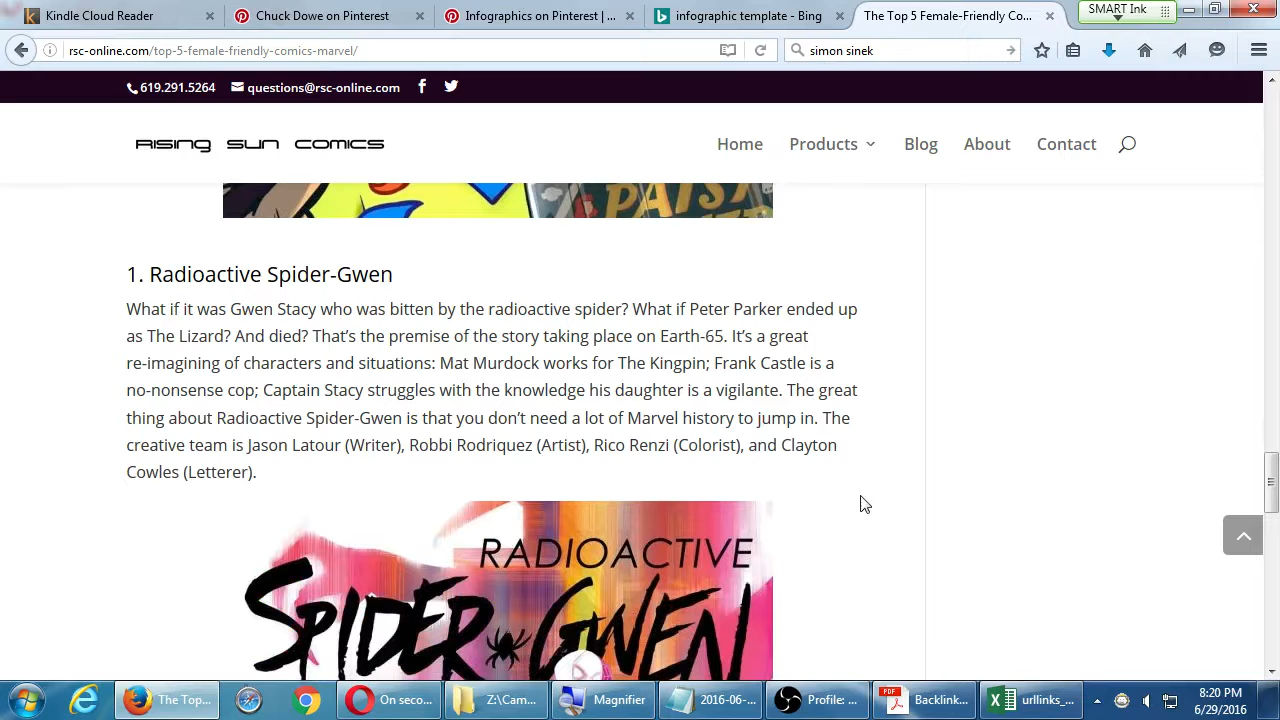 Kindle Cloud Reader
Chuck Dowe on Pinterest
Infographics on Pinterest | ...
infographic template - Bing
The Top 5 Female-Friendly Co...
SMART Ink
rsc-online.com/top-5-female-friendly-comics-marvel/
simon sinek
619.291.5264
questions@rsc-online.com
RISING SUN COMICS
Home
Products
Blog
About
Contact
1. Radioactive Spider-Gwen
What if it was Gwen Stacy who was bitten by the radioactive spider? What if Peter Parker ended up
as The Lizard? And died? That’s the premise of the story taking place on Earth-65. It’s a great
re-imagining of characters and situations: Mat Murdock works for The Kingpin; Frank Castle is a
no-nonsense cop; Captain Stacy struggles with the knowledge his daughter is a vigilante. The great
thing about Radioactive Spider-Gwen is that you don’t need a lot of Marvel history to jump in. The
creative team is Jason Latour (Writer), Robbi Rodriquez (Artist), Rico Renzi (Colorist), and Clayton
Cowles (Letterer).
RADIOACTIVE
SPIDER GWEN
The Top...
On seco...
Z:\Cam...
Magnifier
2016-06-...
Profile: ...
PDF
Backlink...
urllinks_...
8:20 PM
6/29/2016